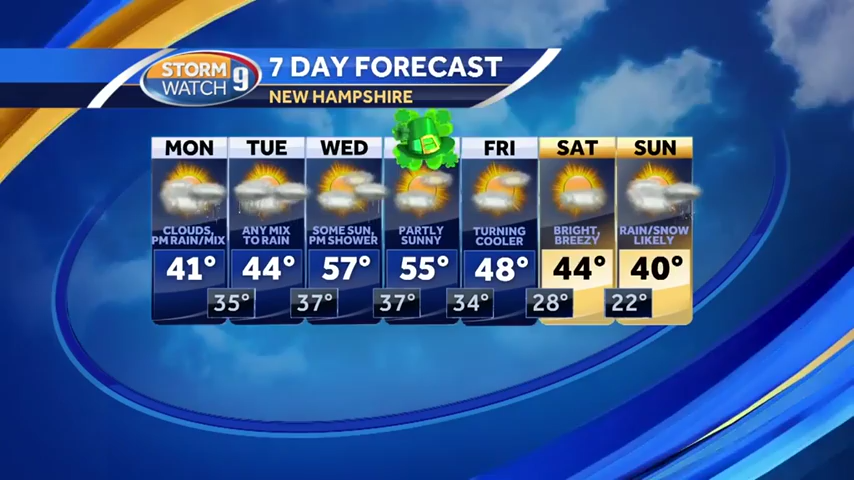 STORM
WATCH 9
7 DAY FORECAST
NEW HAMPSHIRE
MON TUE WED FRI SAT SUN
CLOUDS, PM RAIN/MIX
ANY MIX TO RAIN
SOME SUN, PM SHOWER
PARTLY SUNNY
TURNING COOLER
BRIGHT, BREEZY
RAIN/SNOW LIKELY
41° 44° 57° 55° 48° 44° 40°
35° 37° 37° 34° 28° 22°